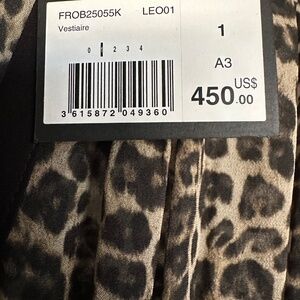 FROB25055K LEO01
Vestiaire
0 1 2 3 4
1
A3
3 615872 049360
450.00 US$